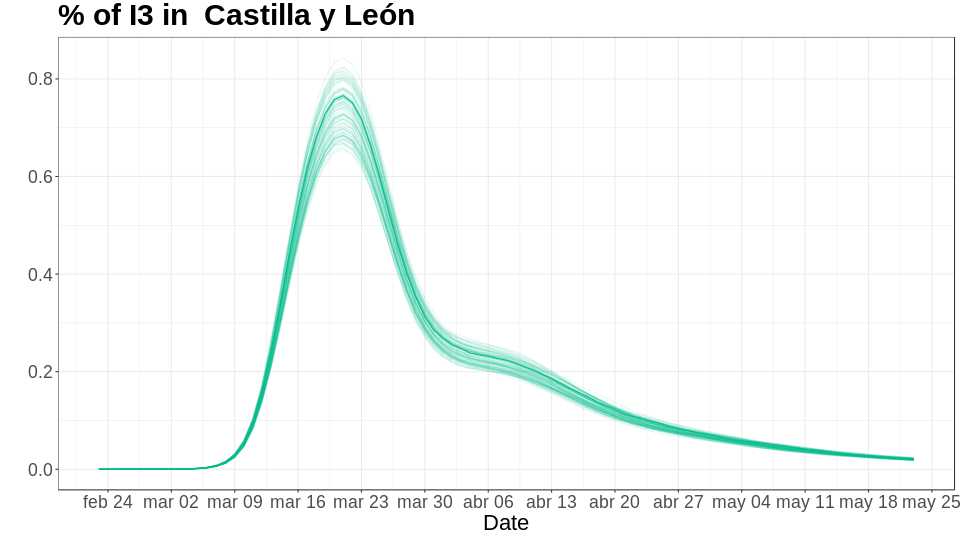 % of I3 in  Castilla y León
0.8
0.6
0.4
0.2
0.0
feb 24 mar 02 mar 09 mar 16 mar 23 mar 30 abr 06 abr 13 abr 20 abr 27 may 04 may 11 may 18 may 25
Date